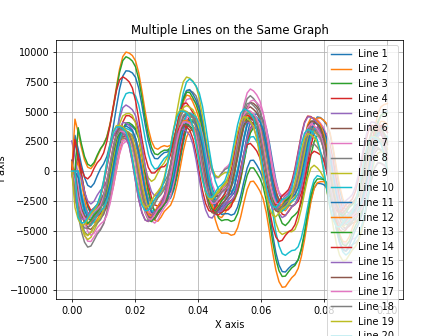 Multiple Lines on the Same Graph
10000
7500
5000
2500
0
−2500
−5000
−7500
−10000
0.00
0.02
0.04
0.06
X axis
axis
Line 1
Line 2
Line 3
Line 4
Line 5
Line 6
Line 7
Line 8
Line 9
Line 10
Line 11
Line 12
Line 13
Line 14
Line 15
Line 16
Line 17
Line 18
Line 19
Line 20